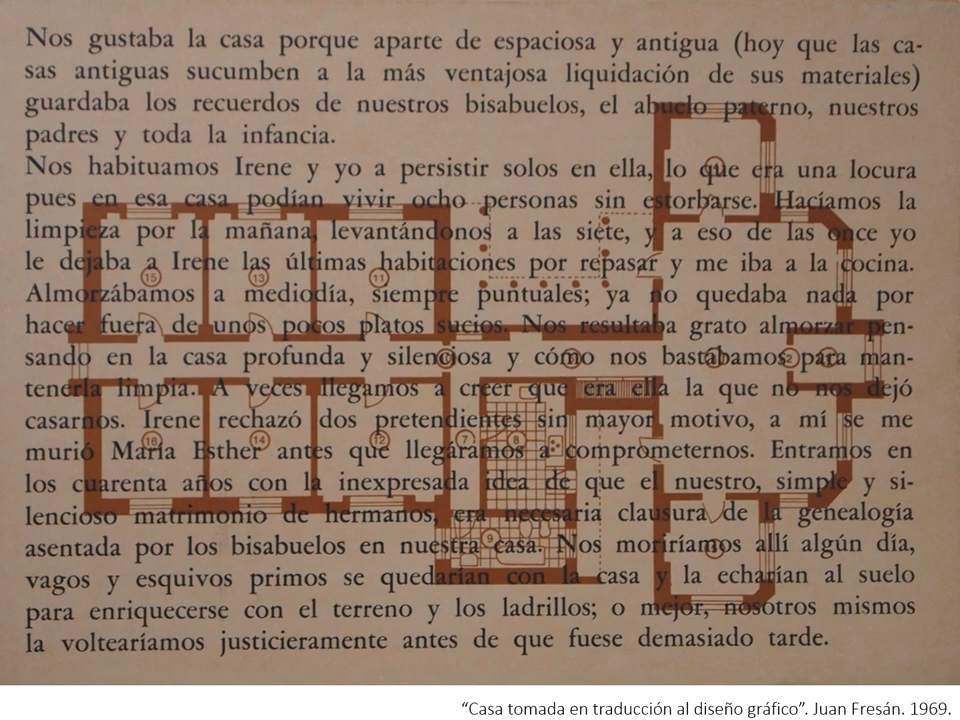 Nos gustaba la casa porque aparte de espaciosa y antigua (hoy que las ca-
sas antiguas sucumben a la más ventajosa liquidación de sus materiales)
guardaba los recuerdos de nuestros bisabuelos, el abuelo paterno, nuestros
padres y toda la infancia.
Nos habituamos Irene y yo a persistir solos en ella, lo que era una locura
pues en esa casa podían vivir ocho personas sin estorbarse. Hacíamos la
limpieza por la mañana, levantándonos a las siete, y a eso de las once yo
le dejaba a Irene las últimas habitaciones por repasar y me iba a la cocina.
15 13 11
Almorzábamos a mediodía, siempre puntuales; ya no quedaba nada por
hacer fuera de unos pocos platos sucios. Nos resultaba grato almorzar pen-
sando en la casa profunda y silenciosa y cómo nos bastábamos para man-
2
tenerla limpia. A veces llegamos a creer que era ella la que no nos dejó
casarnos. Irene rechazó dos pretendientes sin mayor motivo, a mí se me
16 14 12 7 8
murió María Esther antes que llegáramos a comprometernos. Entramos en
los cuarenta años con la inexpresada idea de que el nuestro, simple y si-
lencioso matrimonio de hermanos, era necesaria clausura de la genealogía
9
asentada por los bisabuelos en nuestra casa. Nos moriríamos allí algún día,
vagos y esquivos primos se quedarían con la casa y la echarían al suelo
para enriquecerse con el terreno y los ladrillos; o mejor, nosotros mismos
la voltearíamos justicieramente antes de que fuese demasiado tarde.
“Casa tomada en traducción al diseño gráfico”. Juan Fresán. 1969.